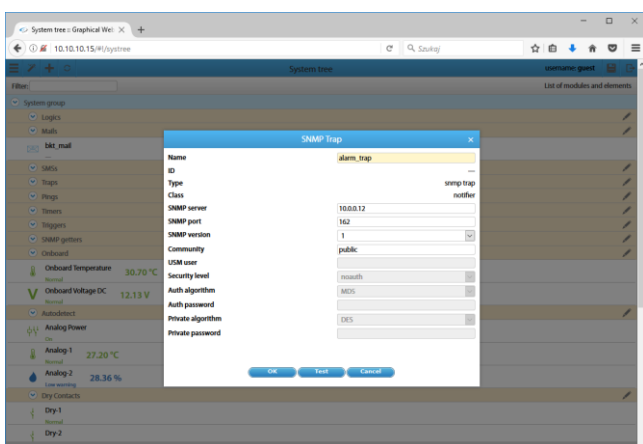 System tree :: Graphical Web
10.10.10.15/#!/systree
Szukaj
System tree
username: guest
Filter:
List of modules and elements
System group
Logics
Mails
bkt_mail
SMSs
Traps
Pings
Timers
Triggers
SNMP getters
Onboard
Onboard Temperature 30.70 °C
Normal
Onboard Voltage DC 12.13 V
Normal
Autodetect
Analog Power
On
Analog-1 27.20 °C
Normal
Analog-2 28.36 %
Low warning
Dry Contacts
Dry-1
Normal
Dry-2
SNMP Trap
Name alarm_trap
ID —
Type snmp trap
Class notifier
SNMP server 10.0.0.12
SNMP port 162
SNMP version 1
Community public
USM user
Security level noauth
Auth algorithm MD5
Auth password
Private algorithm DES
Private password
OK Test Cancel